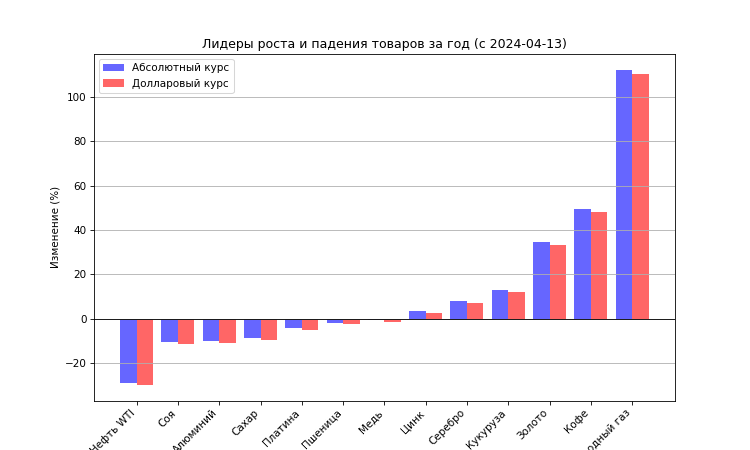 Лидеры роста и падения товаров за год (с 2024-04-13)
Абсолютный курс
Долларовый курс
Изменение (%)
100
80
60
40
20
0
−20
Нефть WTI
Соя
Алюминий
Сахар
Платина
Пшеница
Медь
Цинк
Серебро
Кукуруза
Золото
Кофе
газ